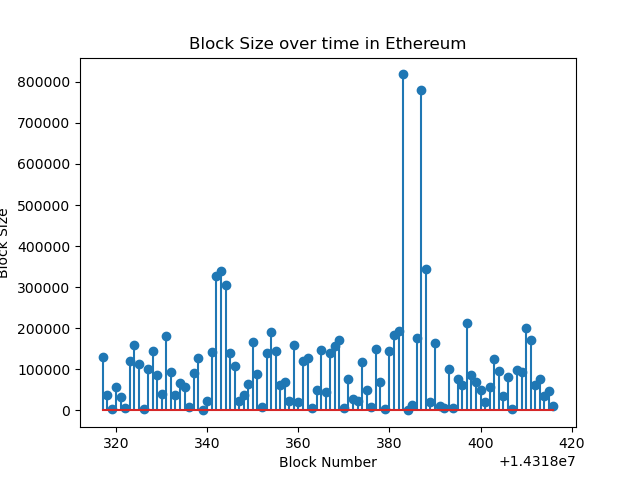 Block Size over time in Ethereum
Block Size
800000
700000
600000
500000
400000
300000
200000
100000
0
320 340 360 380 400 420
Block Number
+1.4318e7